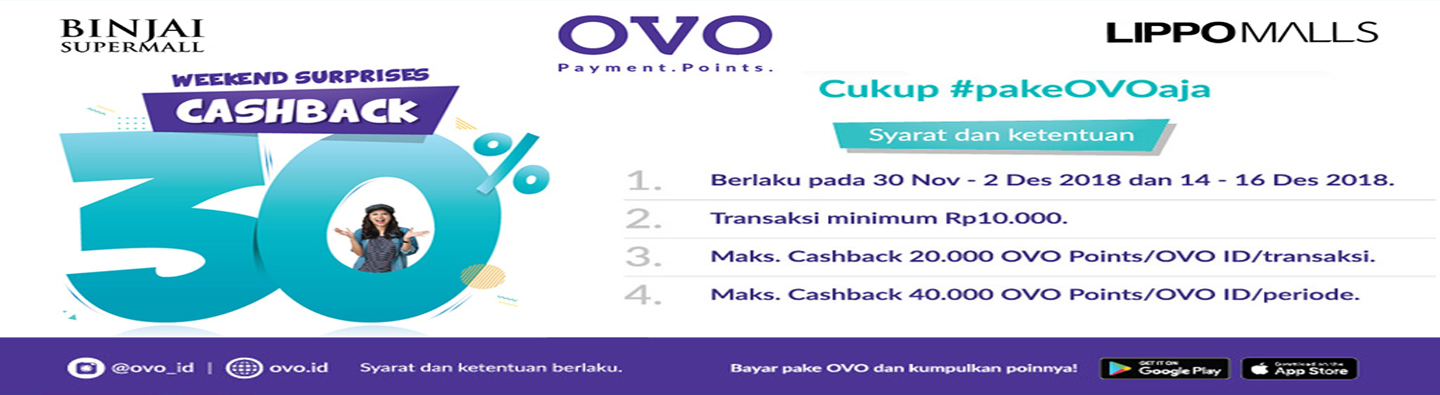 BINJAI
SUPERMALL
OVO
Payment.Points.
LIPPOMALLS
WEEKEND SURPRISES
CASHBACK
30%
Cukup #pakeOVOaja
Syarat dan ketentuan
1. Berlaku pada 30 Nov - 2 Des 2018 dan 14 - 16 Des 2018.
2. Transaksi minimum Rp10.000.
3. Maks. Cashback 20.000 OVO Points/OVO ID/transaksi.
4. Maks. Cashback 40.000 OVO Points/OVO ID/periode.
@ovo_id | ovo.id Syarat dan ketentuan berlaku.
Bayar pake OVO dan kumpulkan poinnya!
GET IT ON
Google Play
Download on the
App Store